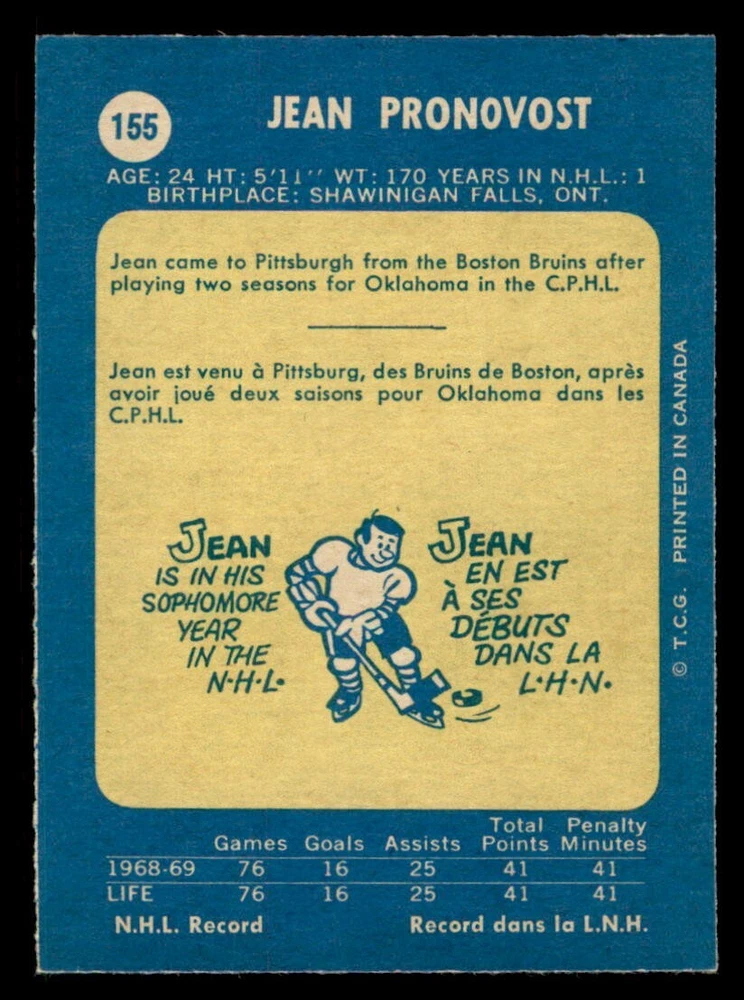 155
JEAN PRONOVOST
AGE: 24 HT: 5'11'' WT: 170 YEARS IN N.H.L.: 1
BIRTHPLACE: SHAWINIGAN FALLS, ONT.
Jean came to Pittsburgh from the Boston Bruins after
playing two seasons for Oklahoma in the C.P.H.L.
Jean est venu à Pittsburg, des Bruins de Boston, après
avoir joué deux saisons pour Oklahoma dans les
C.P.H.L.
JEAN
IS IN HIS
SOPHOMORE
YEAR
IN THE
N·H·L·
JEAN
EN EST
À SES
DÉBUTS
DANS LA
L·H·N·
© T.C.G. PRINTED IN CANADA
Total Penalty
Games Goals Assists Points Minutes
1968-69 76 16 25 41 41
LIFE 76 16 25 41 41
N.H.L. Record Record dans la L.N.H.